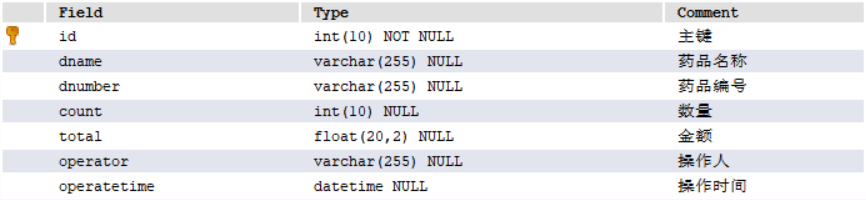 Field Type Comment
id int(10) NOT NULL 主键
dname varchar(255) NULL 药品名称
dnumber varchar(255) NULL 药品编号
count int(10) NULL 数量
total float(20,2) NULL 金额
operator varchar(255) NULL 操作人
operatetime datetime NULL 操作时间